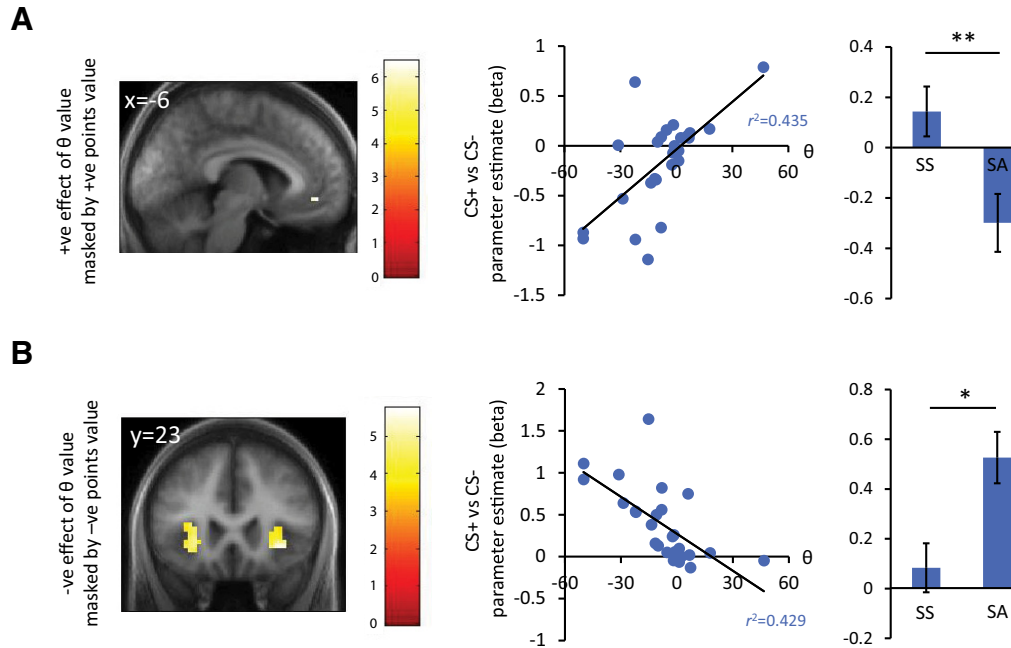 A
+ve effect of θ value
masked by +ve points value
x=-6
6
5
4
3
2
1
0
CS+ vs CS-
parameter estimate (beta)
1
0.5
0
-0.5
-1
-1.5
-60
-30
0
30
60
θ
r²=0.435
0.4
0.2
0
-0.2
-0.4
-0.6
**
SS
SA
B
-ve effect of θ value
masked by –ve points value
y=23
5
4
3
2
1
0
CS+ vs CS-
parameter estimate (beta)
2
1.5
1
0.5
0
-0.5
-1
-60
-30
0
30
60
θ
r²=0.429
0.8
0.6
0.4
0.2
0
-0.2
*
SS
SA